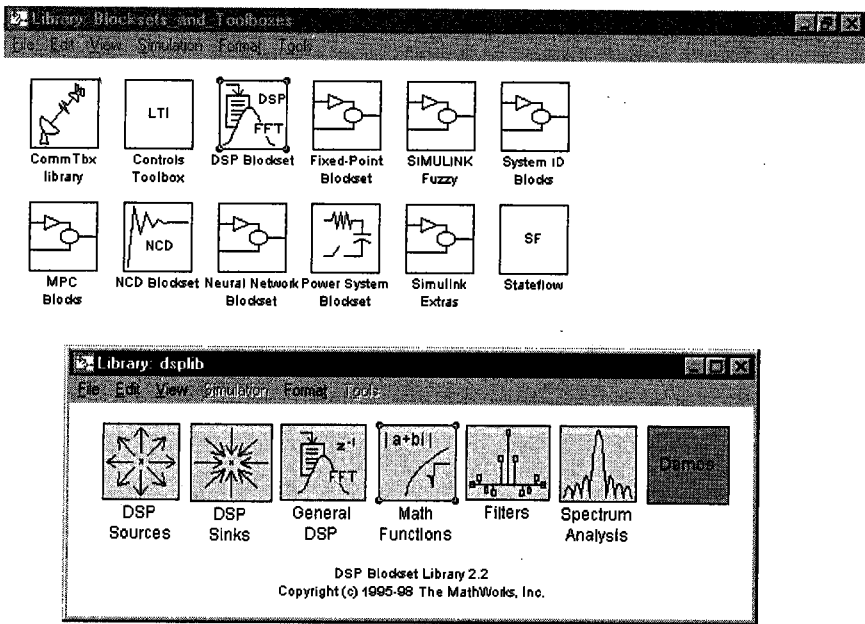 Library: Blocksets and Toolboxes
File Edit View Simulation Format Tools
LTI
DSP
FFT
CommTbx library
Controls Toolbox
DSP Blockset
Fixed-Point Blockset
SIMULINK Fuzzy
System ID Blocks
NCD
SF
MPC Blocks
NCD Blockset
Neural Network Blockset
Power System Blockset
Simulink Extras
Stateflow
Library: dsplib
File Edit View Simulation Format Tools
z⁻¹
FFT
|a+bi|
Demos
DSP Sources
DSP Sinks
General DSP
Math Functions
Filters
Spectrum Analysis
DSP Blockset Library 2.2
Copyright (c) 1995-98 The MathWorks, Inc.